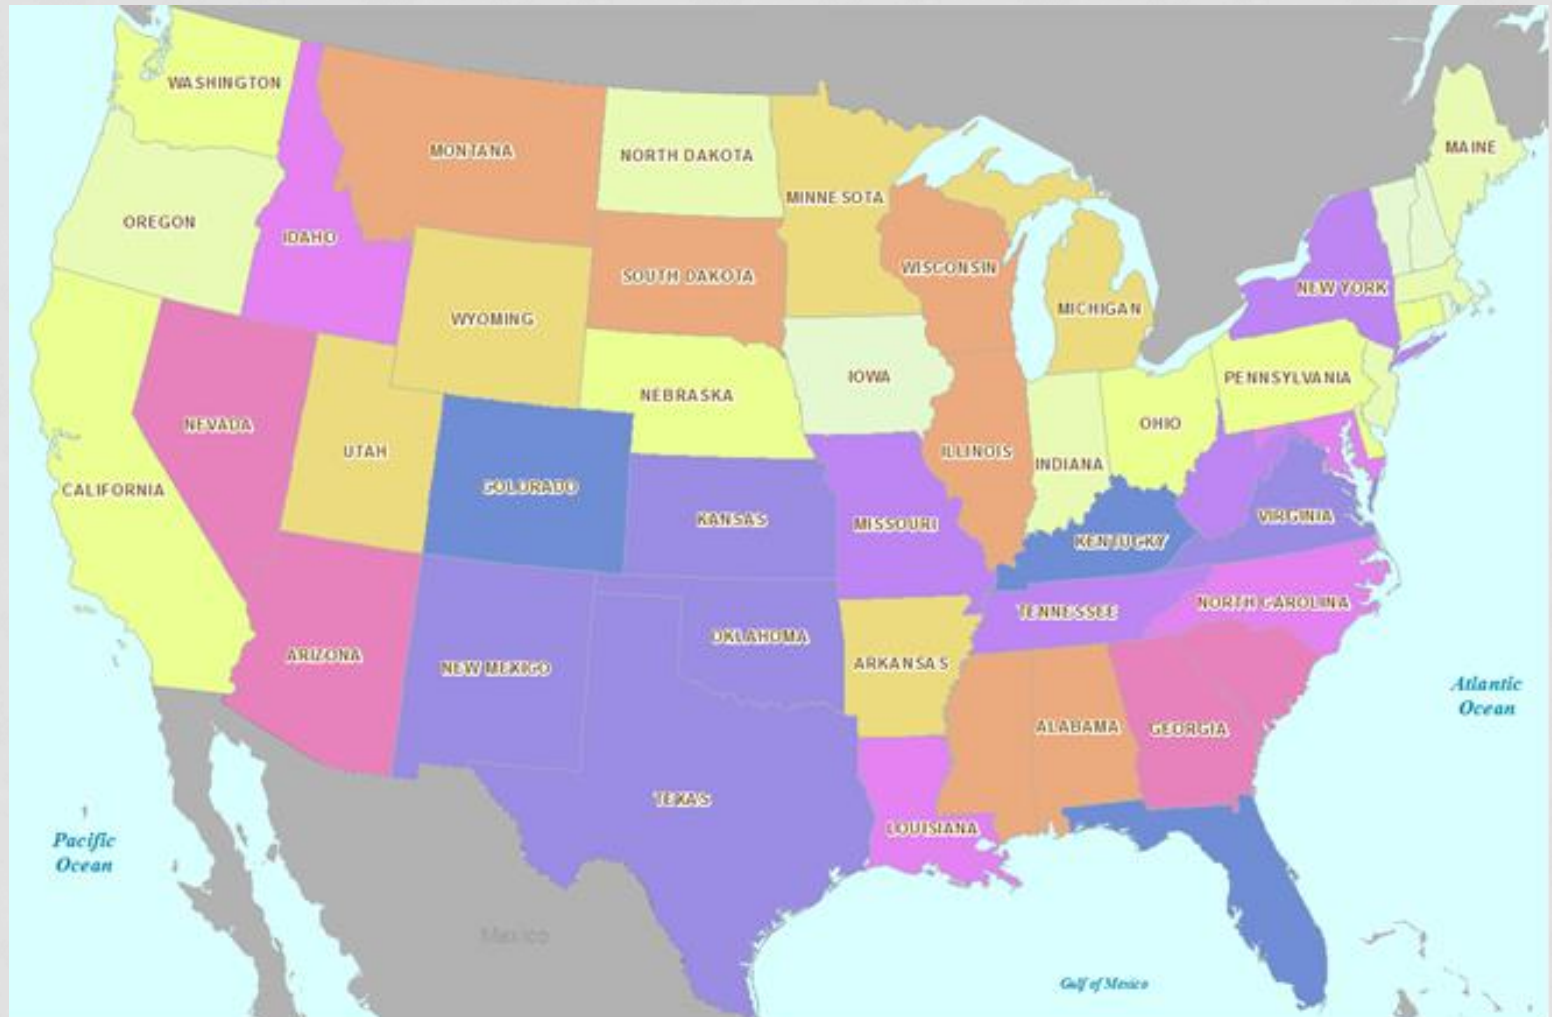 WASHINGTON
MONTANA
NORTH DAKOTA
MAINE
MINNESOTA
OREGON
IDAHO
WISCONSIN
SOUTH DAKOTA
NEW YORK
MICHIGAN
WYOMING
IOWA
PENNSYLVANIA
NEBRASKA
OHIO
NEVADA
UTAH
ILLINOIS
INDIANA
COLORADO
CALIFORNIA
KANSAS
MISSOURI
VIRGINIA
KENTUCKY
NORTH CAROLINA
TENNESSEE
OKLAHOMA
ARIZONA
ARKANSAS
NEW MEXICO
Atlantic
Ocean
ALABAMA
GEORGIA
TEXAS
LOUISIANA
Pacific
Ocean
Mexico
Gulf of Mexico